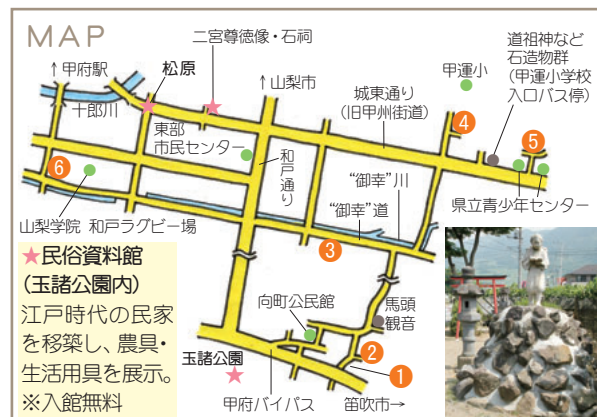 MAP
二宮尊徳像・石祠
道祖神など
石造物群
(甲運小学校
入口バス停)
↑甲府駅
松原
↑山梨市
甲運小
十郎川
城東通り
(旧甲州街道)
4
東部
市民センター
和戸通り
5
6
"御幸"川
県立青少年センター
山梨学院 和戸ラグビー場
"御幸"道
3
★民俗資料館
(玉諸公園内)
江戸時代の民家
を移築し、農具・
生活用具を展示。
※入館無料
向町公民館
馬頭
観音
2
玉諸公園
1
甲府バイパス
笛吹市→